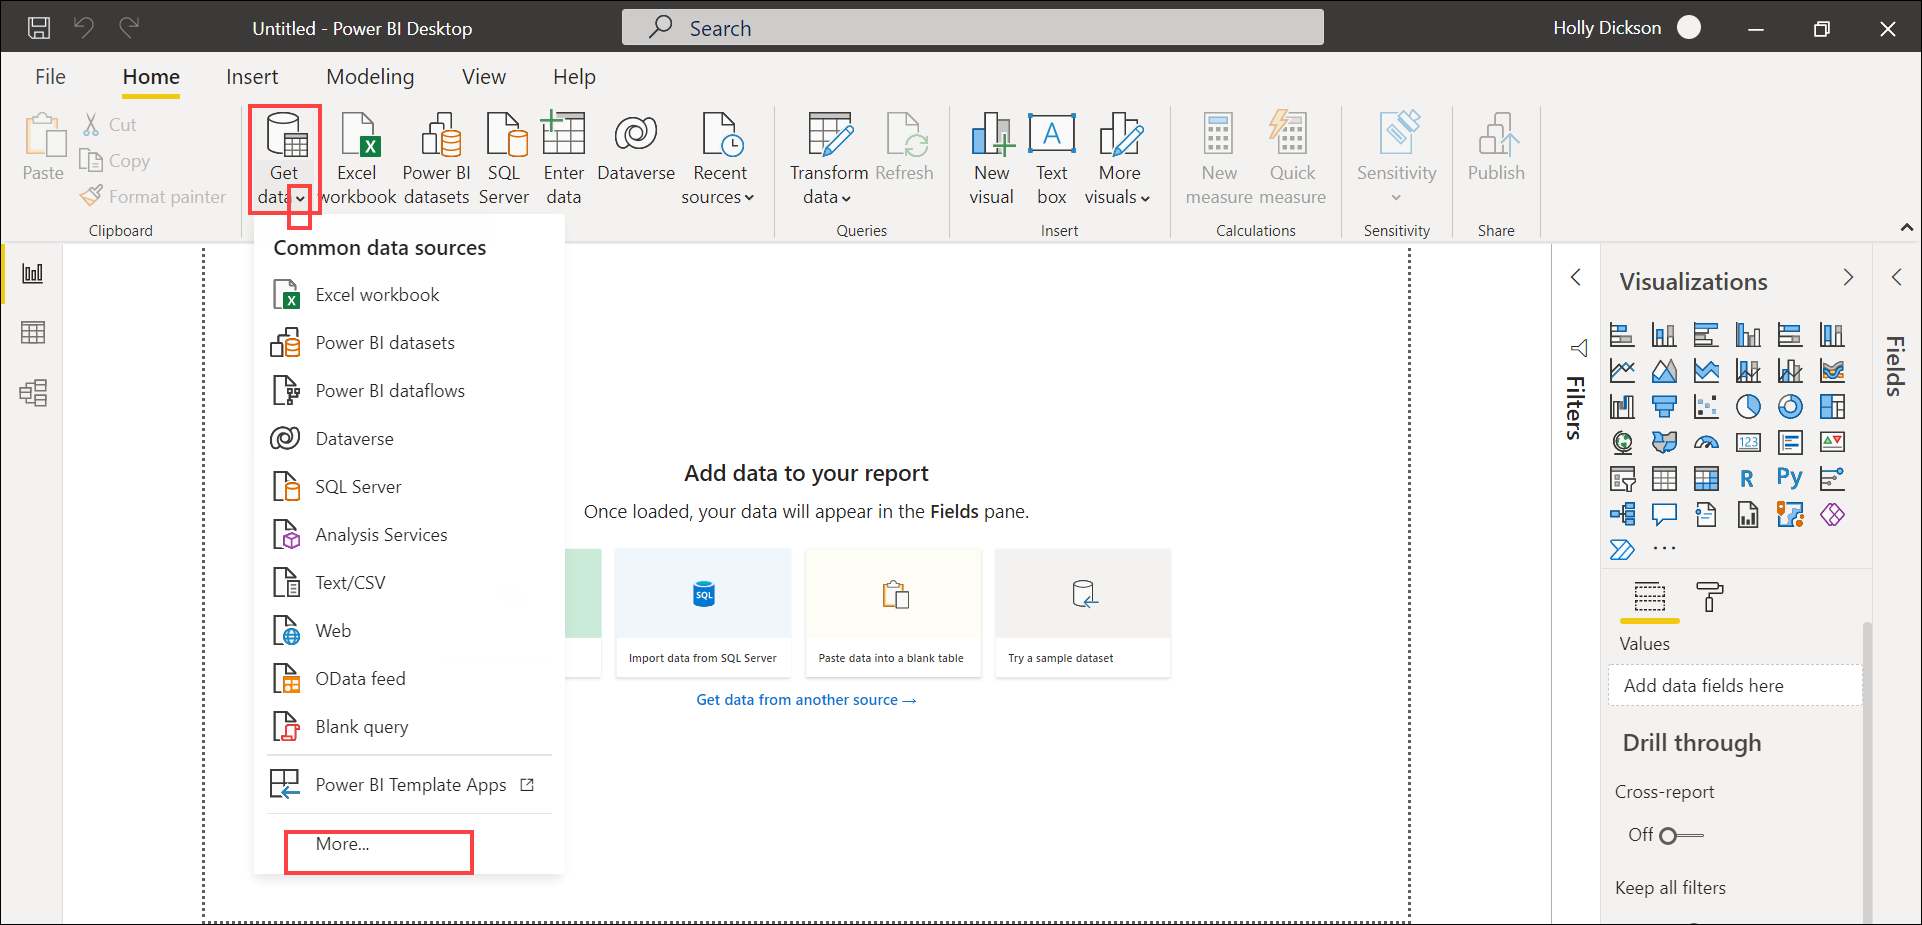 Untitled - Power BI Desktop
Search
Holly Dickson
File
Home
Insert
Modeling
View
Help
Paste
Cut
Copy
Format painter
Clipboard
Get
data
Excel
workbook
Power BI
datasets
SQL
Server
Enter
data
Dataverse
Recent
sources
Transform
data
Refresh
Queries
New
visual
A
Text
box
More
visuals
Insert
New
measure
Quick
measure
Calculations
Sensitivity
Sensitivity
Publish
Share
Common data sources
Excel workbook
Power BI datasets
Power BI dataflows
Dataverse
SQL Server
Analysis Services
Text/CSV
Web
OData feed
Blank query
Power BI Template Apps
More...
Add data to your report
Once loaded, your data will appear in the Fields pane.
SQL
Import data from SQL Server
Paste data into a blank table
Try a sample dataset
Get data from another source →
Filters
Visualizations
123
R
Py
...
Values
Add data fields here
Drill through
Cross-report
Off
Keep all filters
Fields